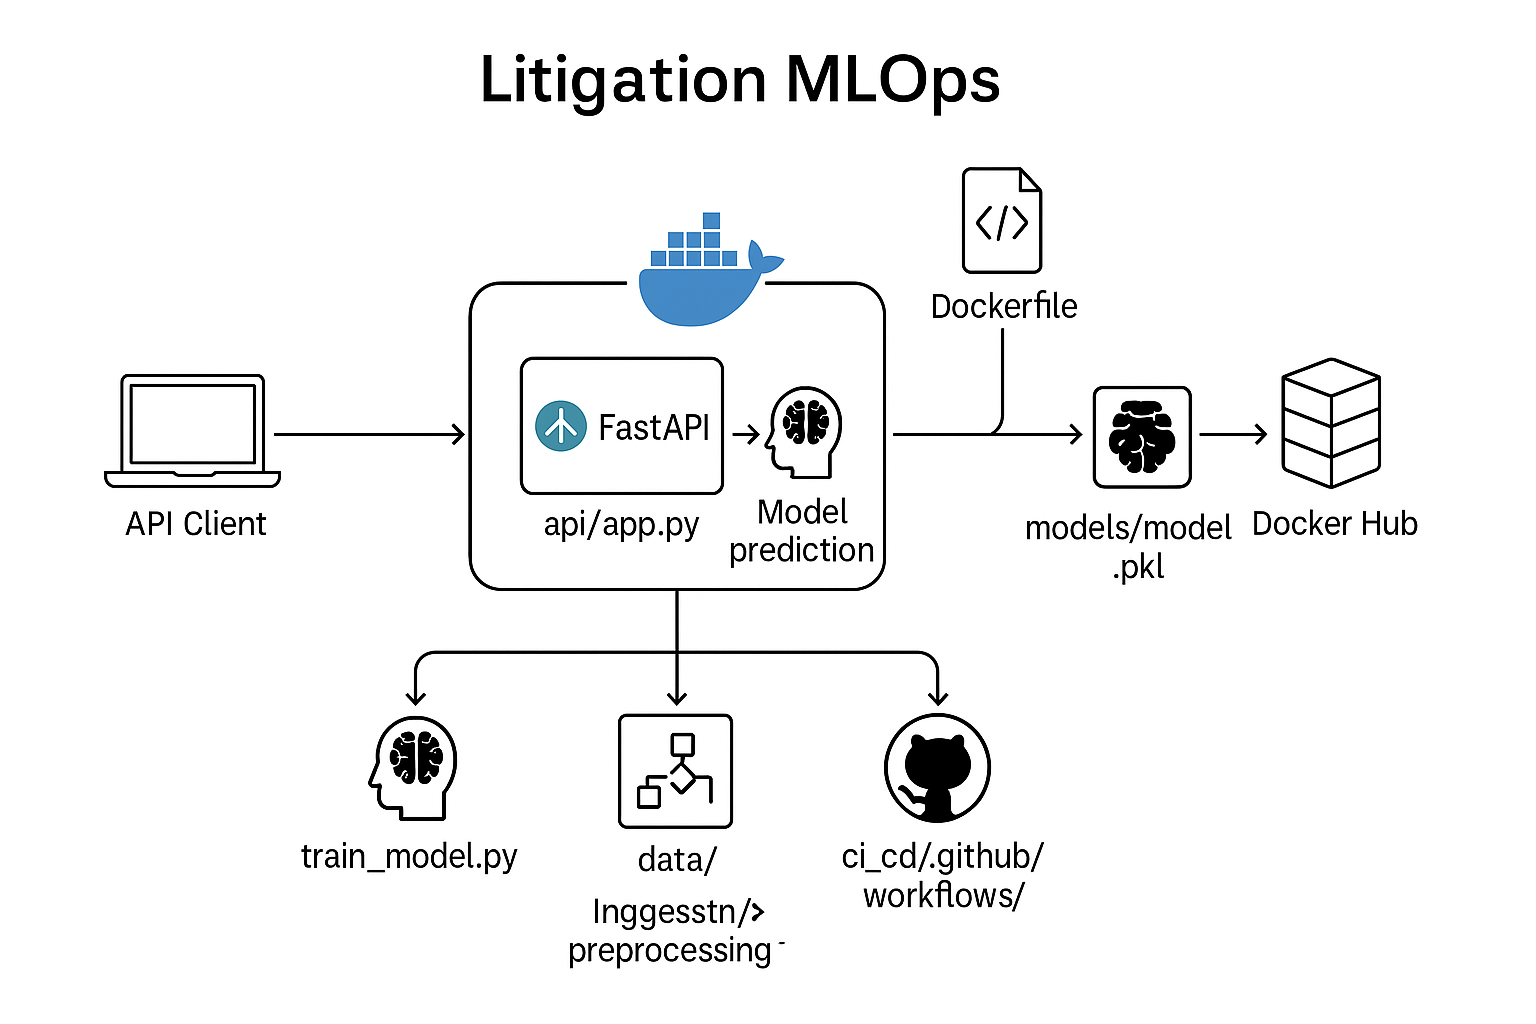 Litigation MLOps
Dockerfile
FastAPI
api/app.py
Model
prediction
API Client
models/model
.pkl
Docker Hub
train_model.py
data/
Inggesstn/>
preprocessing -
ci_cd/.github/
workflows/